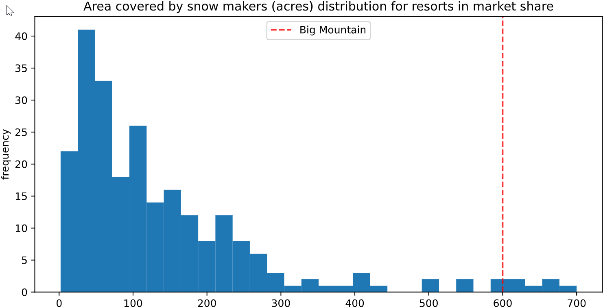 Area covered by snow makers (acres) distribution for resorts in market share
Big Mountain
frequency
40
35
30
25
20
15
10
5
0
0 100 200 300 400 500 600 700